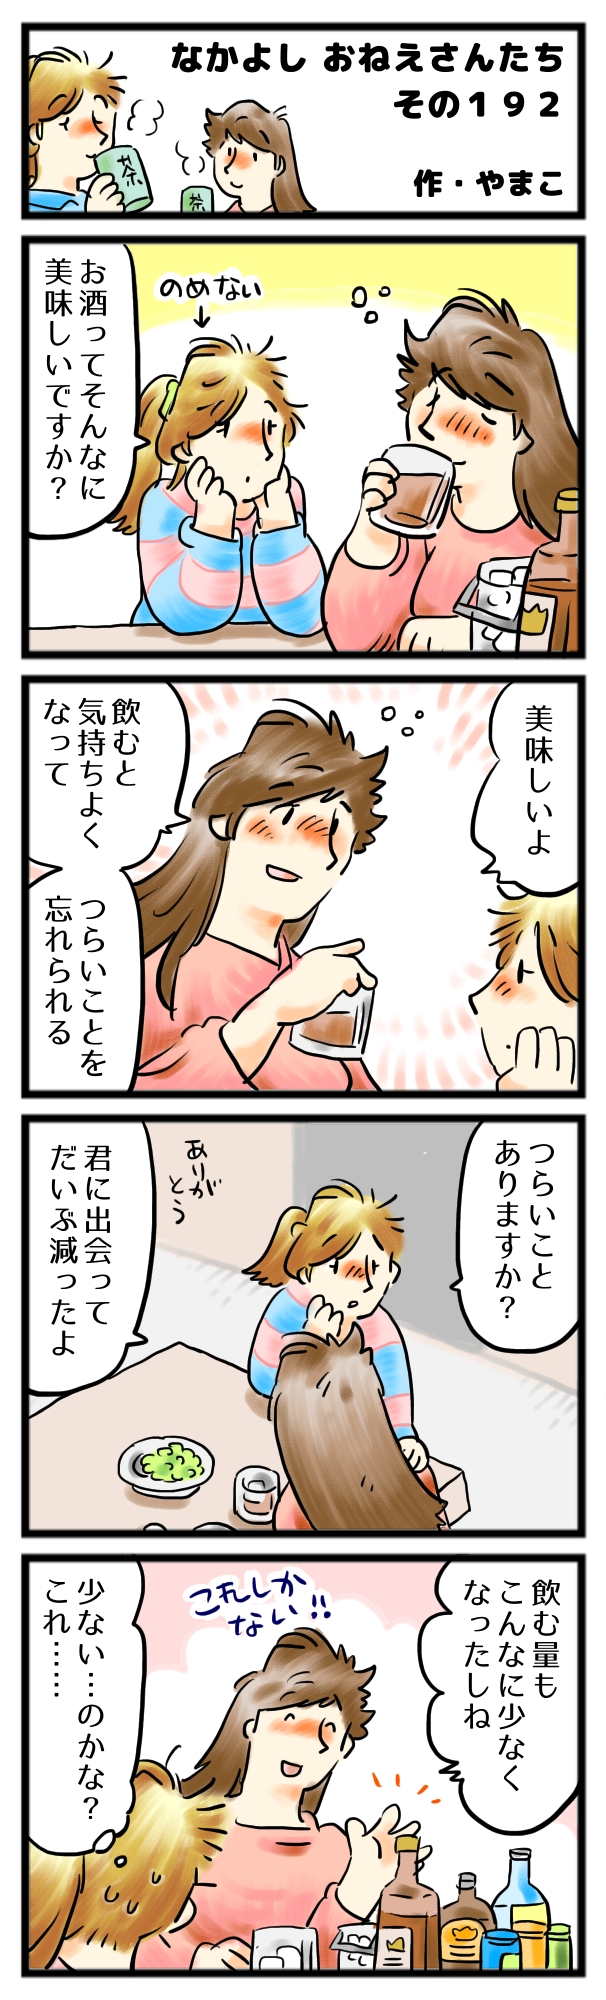 なかよし おねえさんたち
その１９２
作・やまこ
茶
茶
のめない
お酒ってそんなに
美味しいですか？
美味しいよ
飲むと
気持ちよく
なって
つらいことを
忘れられる
つらいこと
ありますか？
ありが
とう
君に出会って
だいぶ減ったよ
飲む量も
こんなに少なく
なったしね
これしか
ない!!
少ない…のかな？
これ……